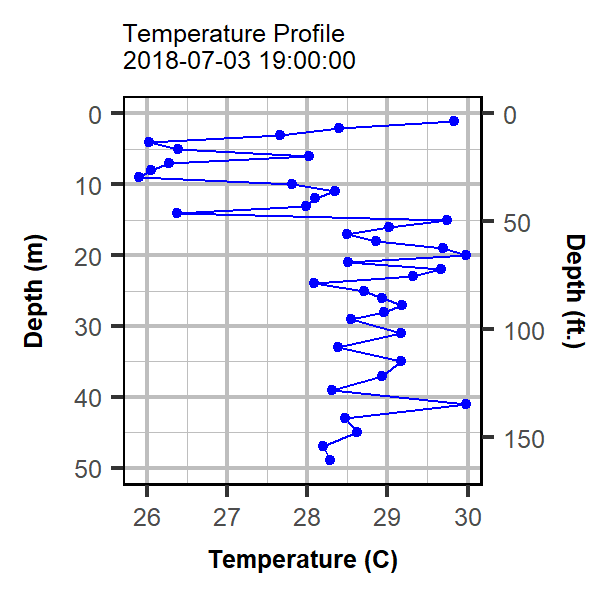 Temperature Profile
2018-07-03 19:00:00
0
10
20
30
40
50
Depth (m)
0
50
100
150
Depth (ft.)
26 27 28 29 30
Temperature (C)